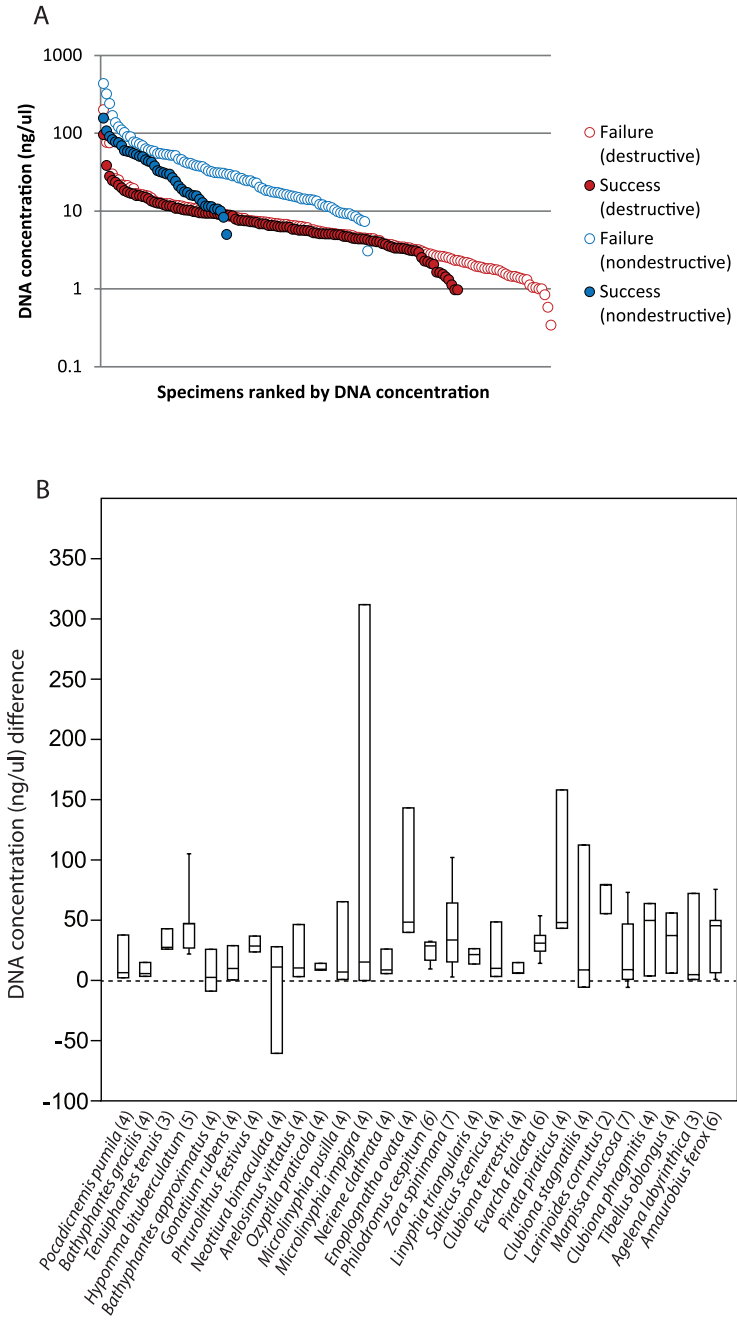 A
DNA concentration (ng/ul)
1000
100
10
1
0.1
Specimens ranked by DNA concentration
Failure
(destructive)
Success
(destructive)
Failure
(nondestructive)
Success
(nondestructive)
B
DNA concentration (ng/ul) difference
350
300
250
200
150
100
50
0
-50
-100
Pocadicnemis pumila (4)
Bathyphantes gracilis (4)
Tenuiphantes tenuis (3)
Hypomma bituberculatum (5)
Bathyphantes approximatus (4)
Gonatium rubens (4)
Phrurolithus festivus (4)
Neottiura bimaculata (4)
Anelosimus vittatus (4)
Ozyptila praticola (4)
Microlinyphia pusilla (4)
Microlinyphia impigra (4)
Neriene clathrata (4)
Enoplognatha ovata (4)
Philodromus cespitum (6)
Zora spinimana (7)
Linyphia triangularis (4)
Salticus scenicus (4)
Clubiona terrestris (4)
Evarcha falcata (6)
Pirata piraticus (4)
Clubiona stagnatilis (4)
Larinioides cornutus (2)
Marpissa muscosa (7)
Clubiona phragmitis (4)
Tibellus oblongus (4)
Agelena labyrinthica (3)
Amaurobius ferox (6)